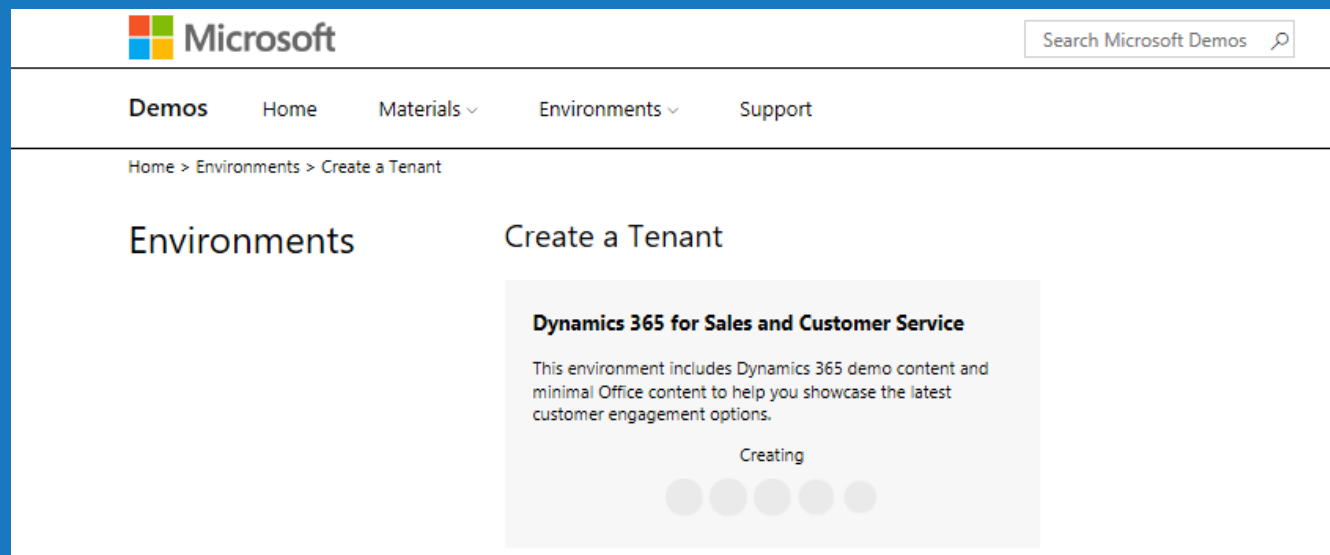 Microsoft
Search Microsoft Demos
Demos Home Materials Environments Support
Home > Environments > Create a Tenant
Environments
Create a Tenant
Dynamics 365 for Sales and Customer Service
This environment includes Dynamics 365 demo content and
minimal Office content to help you showcase the latest
customer engagement options.
Creating